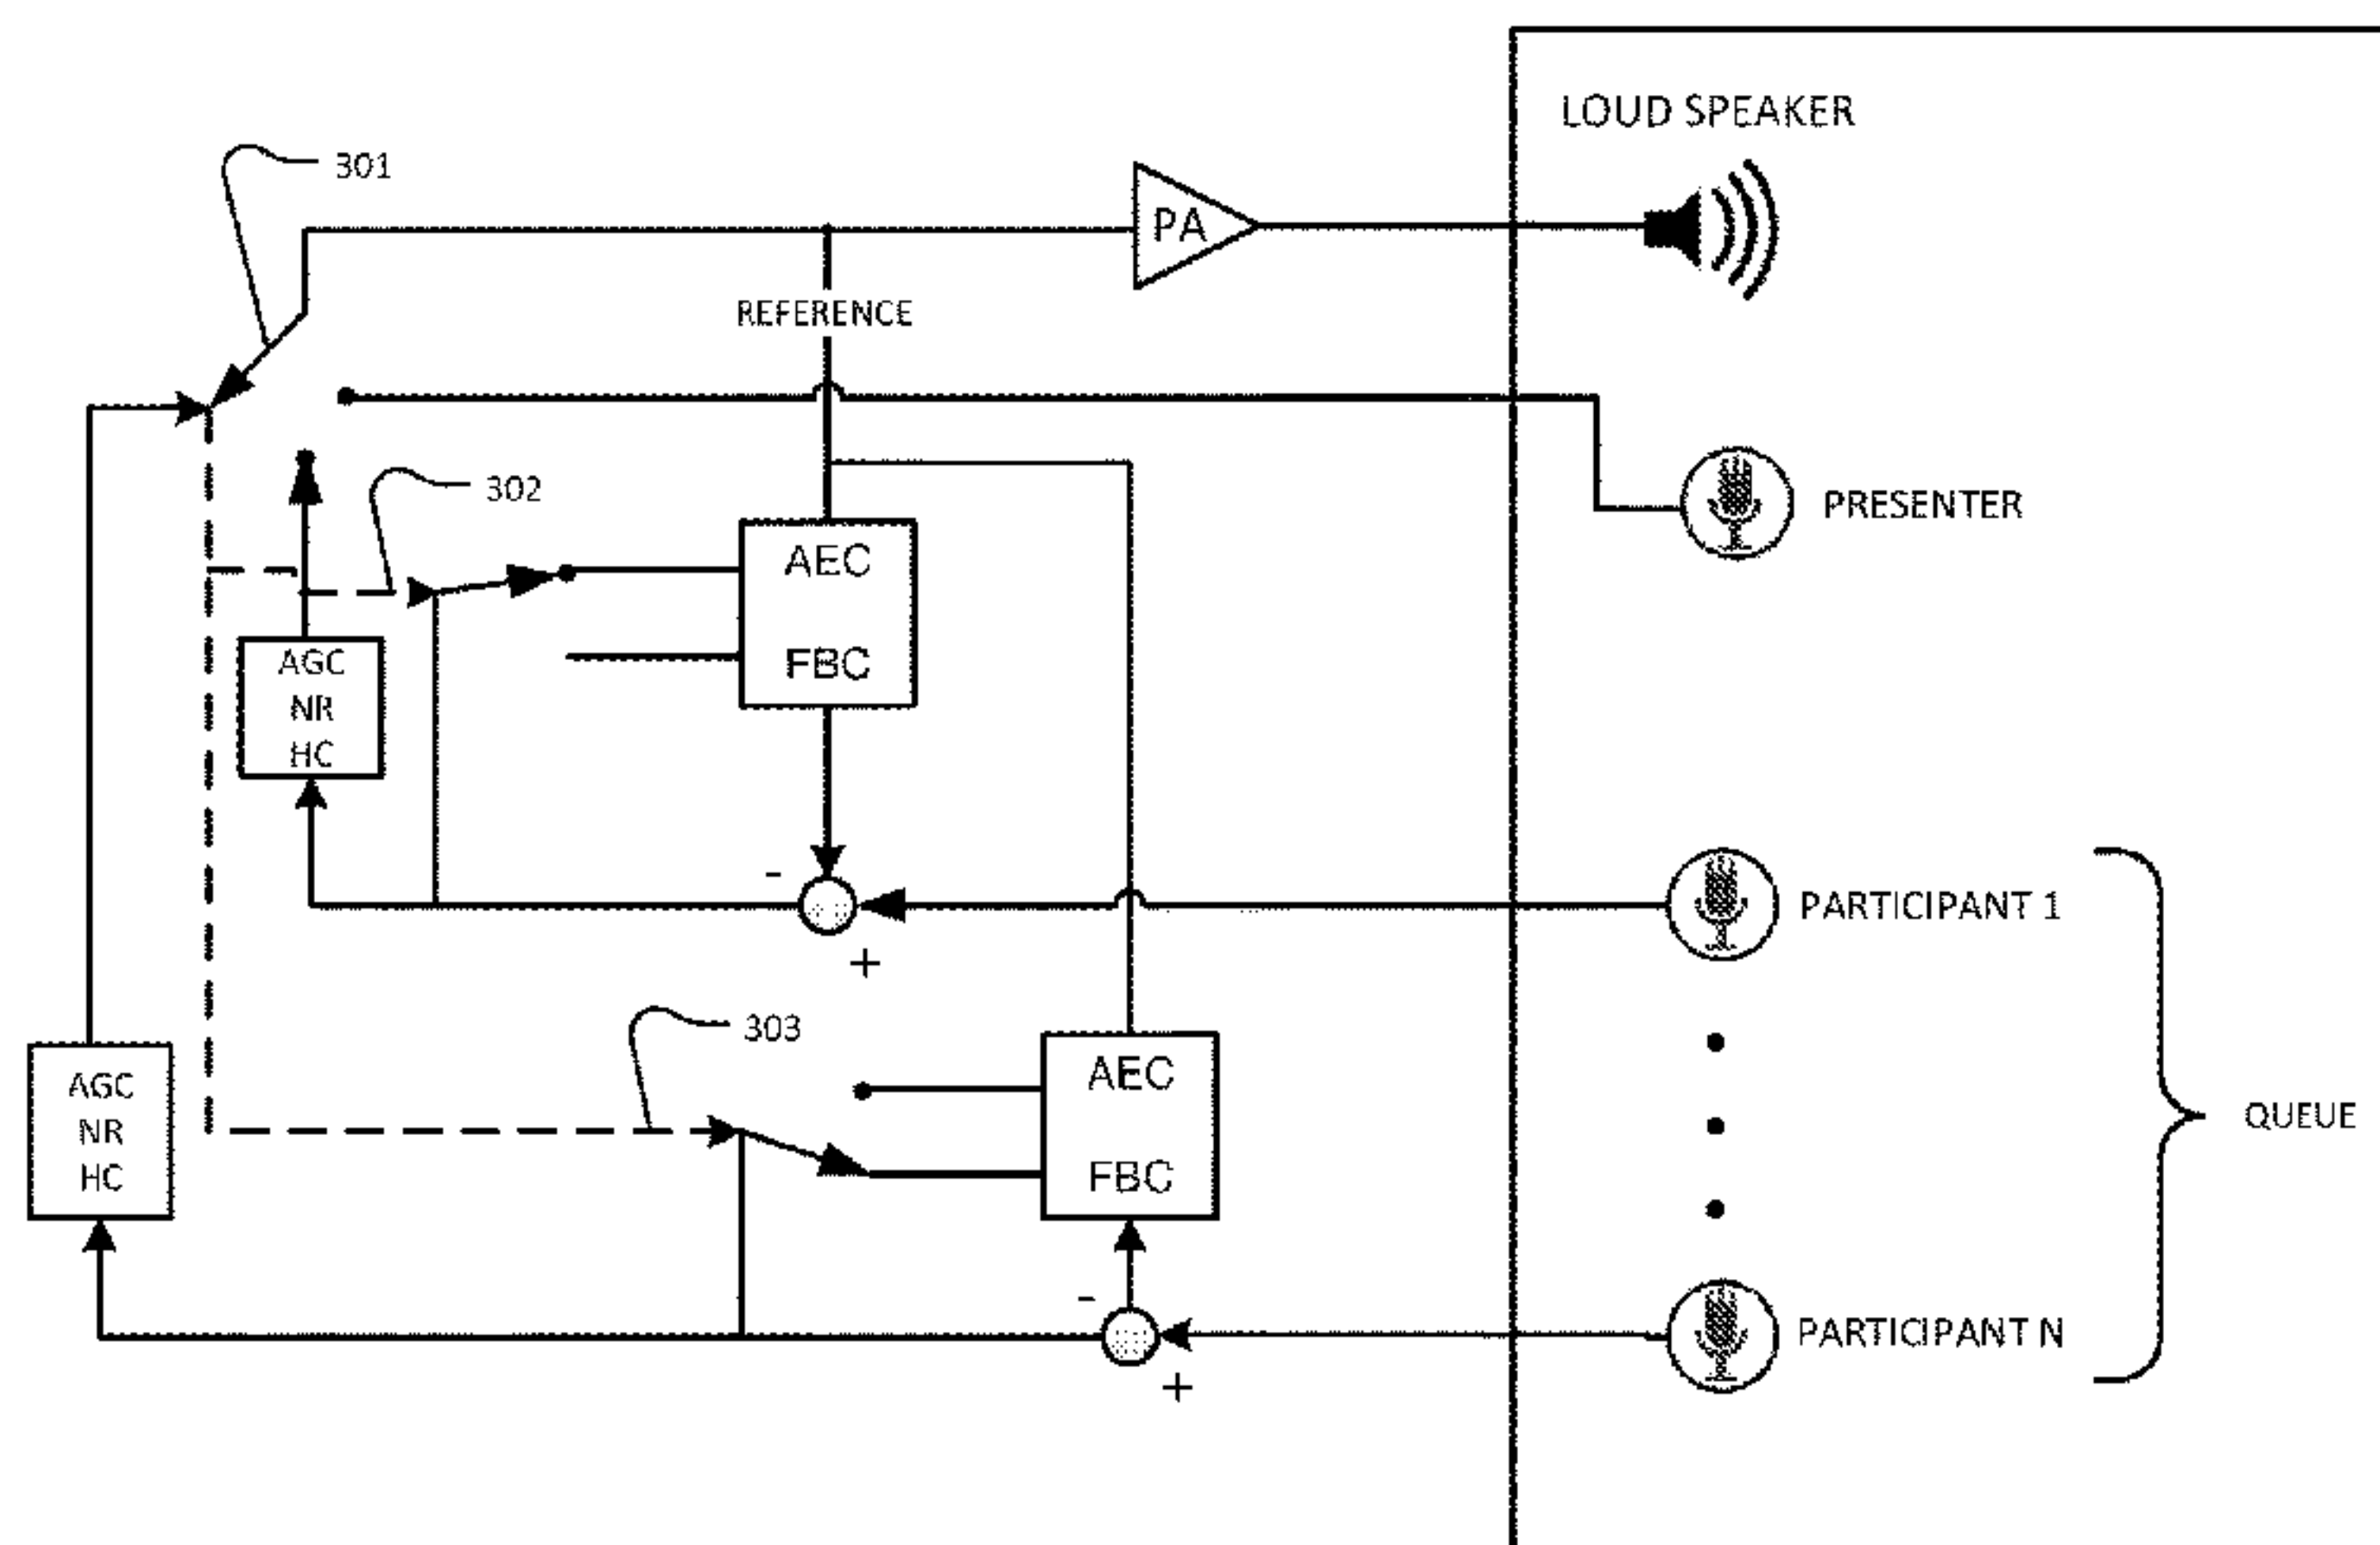 LOUD SPEAKER
301
PA
REFERENCE
302
PRESENTER
AEC
FBC
AGC
NR
HC
-
PARTICIPANT 1
+
303
AEC
FBC
AGC
NR
HC
QUEUE
-
PARTICIPANT N
+